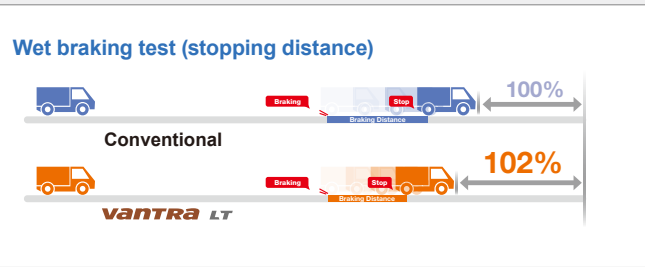 Wet braking test (stopping distance)
100%
Braking
Stop
Braking Distance
Conventional
102%
Braking
Stop
Braking Distance
VANTRA LT